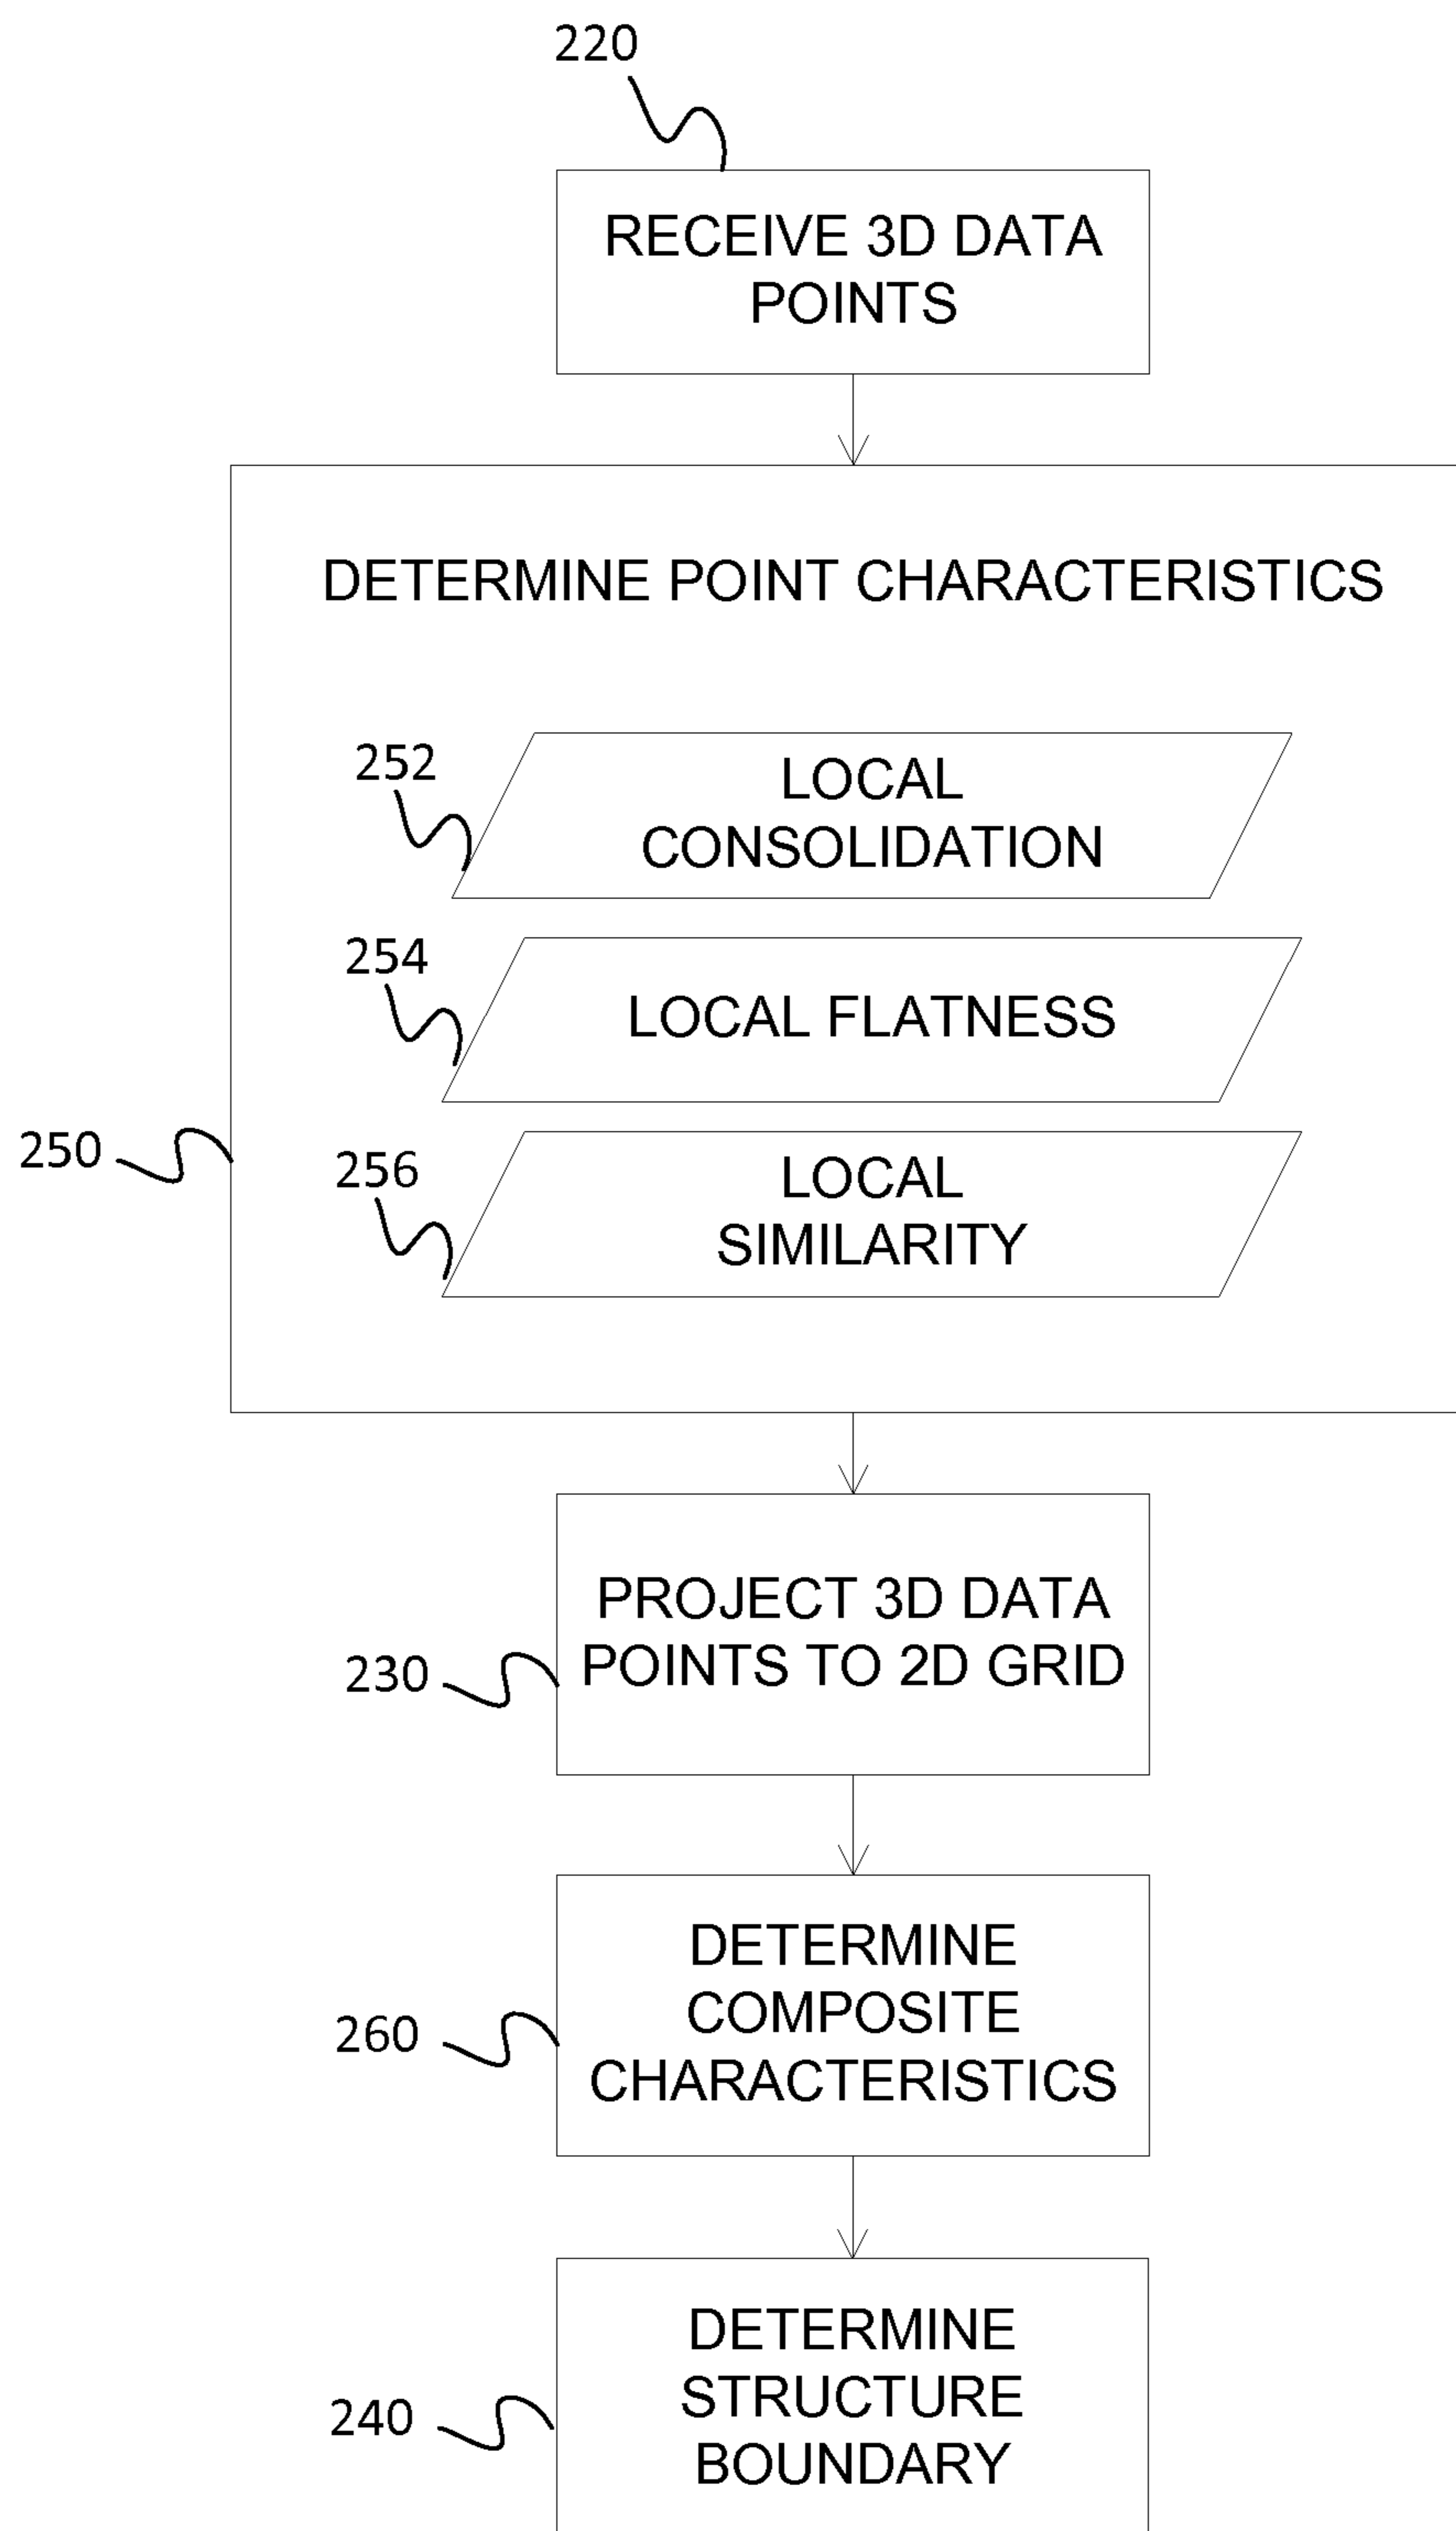 220
RECEIVE 3D DATA
POINTS
DETERMINE POINT CHARACTERISTICS
252
LOCAL
CONSOLIDATION
254
LOCAL FLATNESS
250
256
LOCAL
SIMILARITY
PROJECT 3D DATA
POINTS TO 2D GRID
230
DETERMINE
COMPOSITE
CHARACTERISTICS
260
DETERMINE
STRUCTURE
BOUNDARY
240